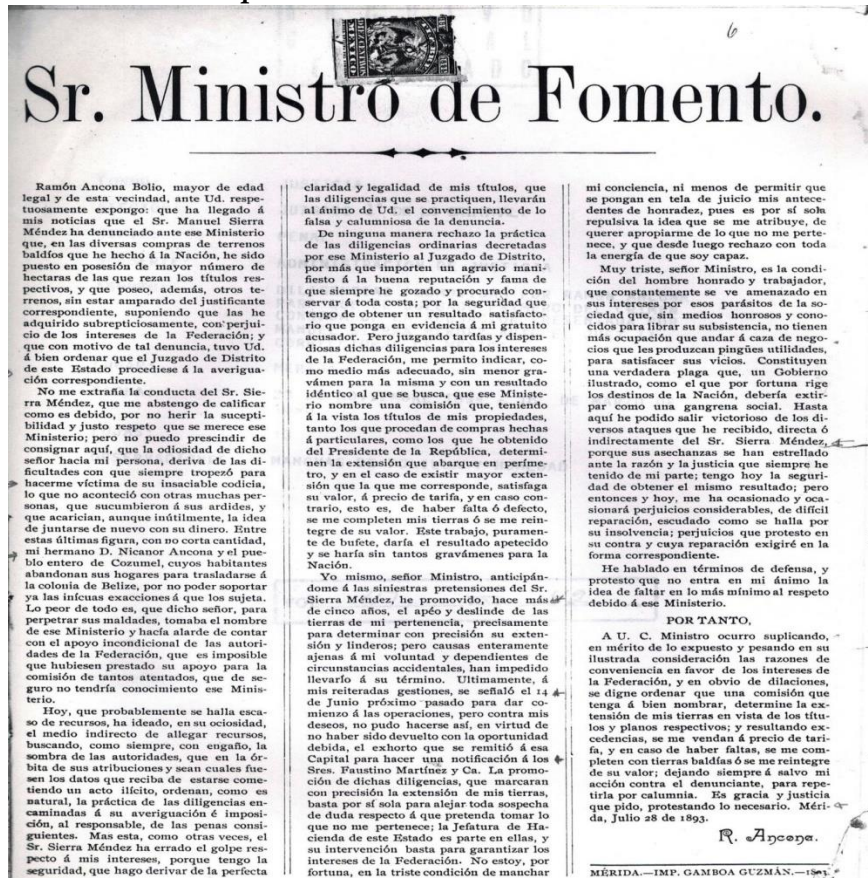 6
Sr. Ministro de Fomento.
Ramón Ancona Bolio, mayor de edad
legal y de esta vecindad, ante Ud. respe-
tuosamente expongo: que ha llegado á
mis noticias que el Sr. Manuel Sierra
Méndez ha denunciado ante ese Ministerio
que, en las diversas compras de terrenos
baldíos que he hecho á la Nación, he sido
puesto en posesión de mayor número de
hectaras de las que rezan los títulos res-
pectivos, y que poseo, además, otros te-
rrenos, sin estar amparado del justificante
correspondiente, suponiendo que las he
adquirido subrepticiosamente, con perjui-
cio de los intereses de la Federación; y
que con motivo de tal denuncia, tuvo Ud.
á bien ordenar que el Juzgado de Distrito
de este Estado procediese á la averigua-
ción correspondiente.
No me extraña la conducta del Sr. Sie-
rra Méndez, que me abstengo de calificar
como es debido, por no herir la sucepti-
bilidad y justo respeto que se merece ese
Ministerio; pero no puedo prescindir de
consignar aquí, que la odiosidad de dicho
señor hacia mi persona, deriva de las di-
ficultades con que siempre tropezó para
hacerme víctima de su insaciable codicia,
lo que no aconteció con otras muchas per-
sonas, que sucumbieron á sus ardides, y
que acarician, aunque inútilmente, la idea
de juntarse de nuevo con su dinero. Entre
estas últimas figura, con no corta cantidad,
mi hermano D. Nicanor Ancona y el pue-
blo entero de Cozumel, cuyos habitantes
abandonan sus hogares para trasladarse á
la colonia de Belize, por no poder soportar
ya las inícuas exacciones á que los sujeta.
Lo peor de todo es, que dicho señor, para
perpetrar sus maldades, tomaba el nombre
de ese Ministerio y hacía alarde de contar
con el apoyo incondicional de las autori-
dades de la Federación, que es imposible
que hubiesen prestado su apoyo para la
comisión de tantos atentados, que de se-
guro no tendría conocimiento ese Minis-
terio.
Hoy, que probablemente se halla esca-
so de recursos, ha ideado, en su ociosidad,
el medio indirecto de allegar recursos,
buscando, como siempre, con engaño, la
sombra de las autoridades, que en la ór-
bita de sus atribuciones y sean cuales fue-
sen los datos que reciba de estarse come-
tiendo un acto ilícito, ordenan, como es
natural, la práctica de las diligencias en-
caminadas á su averiguación é imposi-
ción, al responsable, de las penas consi-
guientes. Mas esta, como otras veces, el
Sr. Sierra Méndez ha errado el golpe res-
pecto á mis intereses, porque tengo la
seguridad, que hago derivar de la perfecta
claridad y legalidad de mis títulos, que
las diligencias que se practiquen, llevarán
al ánimo de Ud. el convencimiento de lo
falsa y calumniosa de la denuncia.
De ninguna manera rechazo la práctica
de las diligencias ordinarias decretadas
por ese Ministerio al Juzgado de Distrito,
por más que importen un agravio mani-
fiesto á la buena reputación y fama de
que siempre he gozado y procurado con-
servar á toda costa; por la seguridad que
tengo de obtener un resultado satisfacto-
rio que ponga en evidencia á mi gratuito
acusador. Pero juzgando tardías y dispen-
diosas dichas diligencias para los intereses
de la Federación, me permito indicar, co-
mo medio más adecuado, sin menor gra-
vámen para la misma y con un resultado
idéntico al que se busca, que ese Ministe-
rio nombre una comisión que, teniendo
á la vista los títulos de mis propiedades,
tanto los que procedan de compras hechas
á particulares, como los que he obtenido
del Presidente de la República, determi-
nen la extensión que abarque en períme-
tro, y en el caso de existir mayor exten-
sión que la que me corresponde, satisfaga
su valor, á precio de tarifa, y en caso con-
trario, esto es, de haber falta ó defecto,
se me completen mis tierras ó se me rein-
tegre de su valor. Este trabajo, puramen-
te de bufete, daría el resultado apetecido
y se haría sin tantos gravámenes para la
Nación.
Yo mismo, señor Ministro, anticipán-
dome á las siniestras pretensiones del Sr.
Sierra Méndez, he promovido, hace más
de cinco años, el apéo y deslinde de las
tierras de mi pertenencia, precisamente
para determinar con precisión su exten-
sión y linderos; pero causas enteramente
ajenas á mi voluntad y dependientes de
circunstancias accidentales, han impedido
llevarlo á su término. Ultimamente, á
mis reiteradas gestiones, se señaló el 14
de Junio próximo pasado para dar co-
mienzo á las operaciones, pero contra mis
deseos, no pudo hacerse así, en virtud de
no haber sido devuelto con la oportunidad
debida, el exhorto que se remitió á esa
Capital para hacer una notificación á los
Sres. Faustino Martínez y Ca. La promo-
ción de dichas diligencias, que marcaran
con precisión la extensión de mis tierras,
basta por sí sola para alejar toda sospecha
de duda respecto á que pretenda tomar lo
que no me pertenece; la Jefatura de Ha-
cienda de este Estado es parte en ellas, y
su intervención basta para garantizar los
intereses de la Federación. No estoy, por
fortuna, en la triste condición de manchar
mi conciencia, ni menos de permitir que
se pongan en tela de juicio mis antece-
dentes de honradez, pues es por sí sola
repulsiva la idea que se me atribuye, de
querer apropiarme de lo que no me perte-
nece, y que desde luego rechazo con toda
la energía de que soy capaz.
Muy triste, señor Ministro, es la condi-
ción del hombre honrado y trabajador,
que constantemente se ve amenazado en
sus intereses por esos parásitos de la so-
ciedad que, sin medios honrosos y cono-
cidos para librar su subsistencia, no tienen
más ocupación que andar á caza de nego-
cios que les produzcan pingües utilidades,
para satisfacer sus vicios. Constituyen
una verdadera plaga que, un Gobierno
ilustrado, como el que por fortuna rige
los destinos de la Nación, debería extir-
par como una gangrena social. Hasta
aquí he podido salir victorioso de los di-
versos ataques que he recibido, directa ó
indirectamente del Sr. Sierra Méndez,
porque sus asechanzas se han estrellado
ante la razón y la justicia que siempre he
tenido de mi parte; tengo hoy la seguri-
dad de obtener el mismo resultado; pero
entonces y hoy, me ha ocasionado y oca-
sionará perjuicios considerables, de difícil
reparación, escudado como se halla por
su insolvencia; perjuicios que protesto en
su contra y cuya reparación exigiré en la
forma correspondiente.
He hablado en términos de defensa, y
protesto que no entra en mi ánimo la
idea de faltar en lo más mínimo al respeto
debido á ese Ministerio.
POR TANTO,
A U. C. Ministro ocurro suplicando,
en mérito de lo expuesto y pesando en su
ilustrada consideración las razones de
conveniencia en favor de los intereses de
la Federación, y en obvio de dilaciones,
se digne ordenar que una comisión que
tenga á bien nombrar, determine la ex-
tensión de mis tierras en vista de los títu-
los y planos respectivos; y resultando ex-
cedencias, se me vendan á precio de tari-
fa, y en caso de haber faltas, se me com-
pleten con tierras baldías ó se me reintegre
de su valor; dejando siempre á salvo mi
acción contra el denunciante, para repe-
tirla por calumnia. Es gracia y justicia
que pido, protestando lo necesario. Méri-
da, Julio 28 de 1893.
R. Ancona.
MÉRIDA.—IMP. GAMBOA GUZMÁN.—1893.